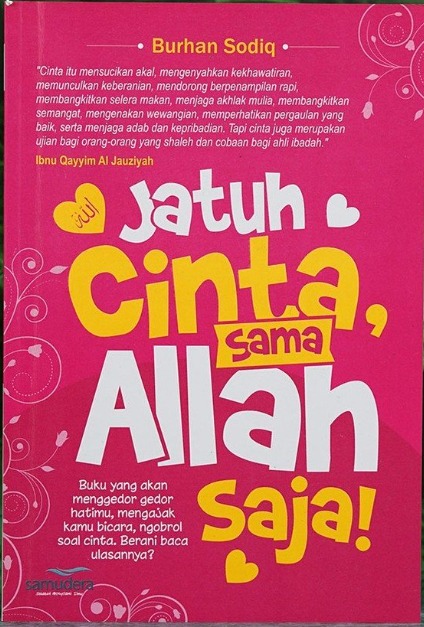 Burhan Sodiq
"Cinta itu mensucikan akal, mengenyahkan kekhawatiran,
memunculkan keberanian, mendorong berpenampilan rapi,
membangkitkan selera makan, menjaga akhlak mulia, membangkitkan
semangat, mengenakan wewangian, memperhatikan pergaulan yang
baik, serta menjaga adab dan kepribadian. Tapi cinta juga merupakan
ujian bagi orang-orang yang shaleh dan cobaan bagi ahli ibadah."
Ibnu Qayyim Al Jauziyah
الله
Jatuh
Cinta,
sama
Allah
Saja!
Buku yang akan
menggedor gedor
hatimu, mengajak
kamu bicara, ngobrol
soal cinta. Berani baca
ulasannya?
samudera